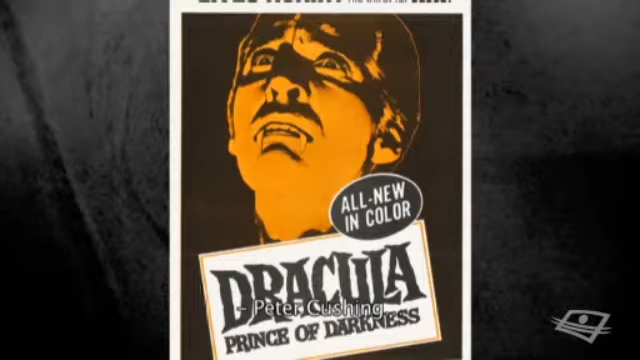 ALL-NEW
IN COLOR
DRACULA
- Peter Cushing
PRINCE OF DARKNESS